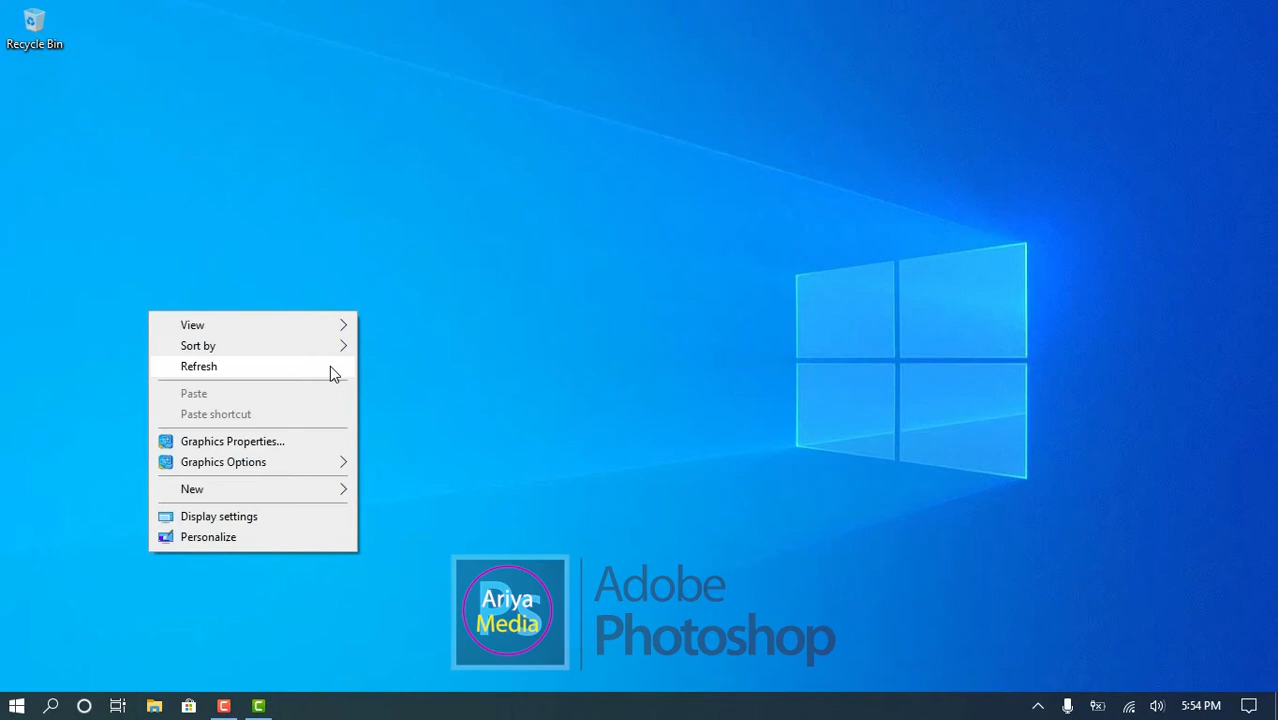 Recycle Bin
View
Sort by
Refresh
Paste
Paste shortcut
Graphics Properties...
Graphics Options
New
Display settings
Personalize
Ps
Ariya
Media
Adobe
Photoshop
5:54 PM